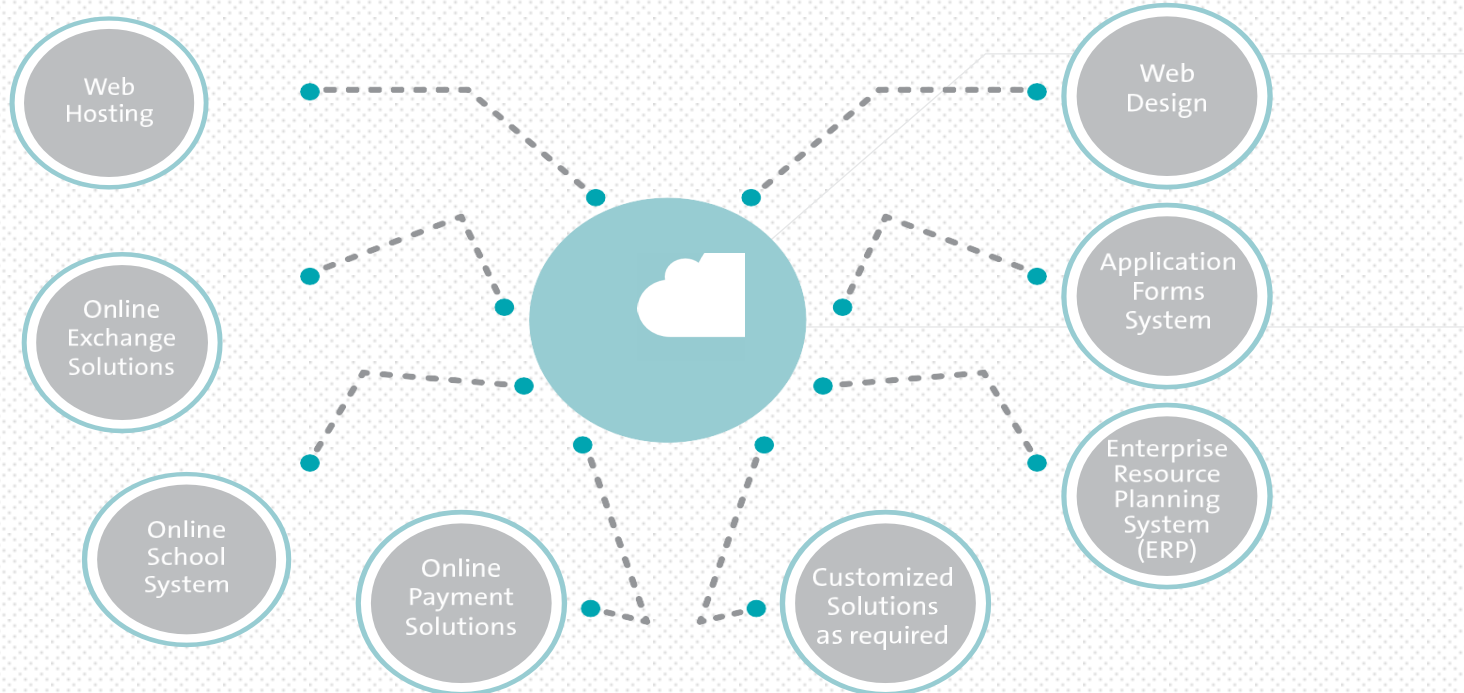 Web
Hosting
Web
Design
Online
Exchange
Solutions
Application
Forms
System
Online
School
System
Enterprise
Resource
Planning
System
(ERP)
Online
Payment
Solutions
Customized
Solutions
as required